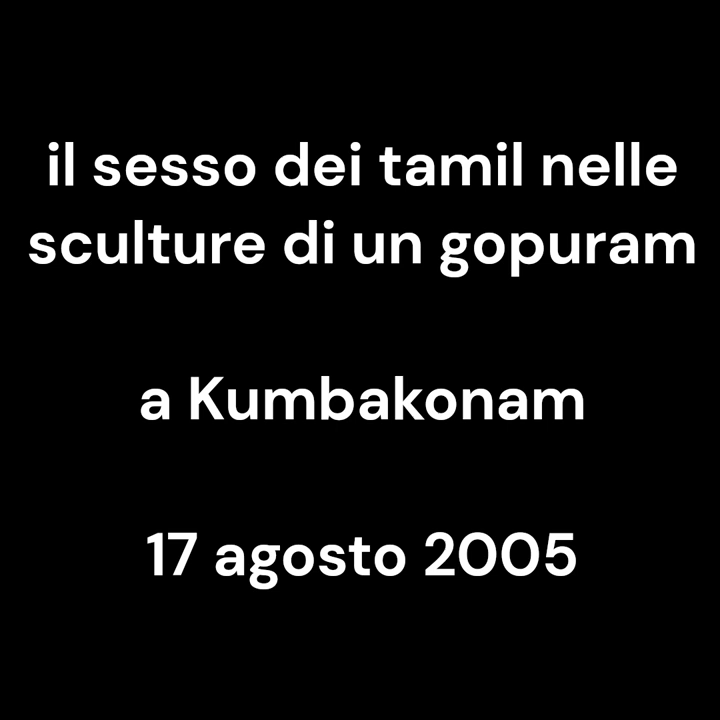 il sesso dei tamil nelle
sculture di un gopuram
a Kumbakonam
17 agosto 2005